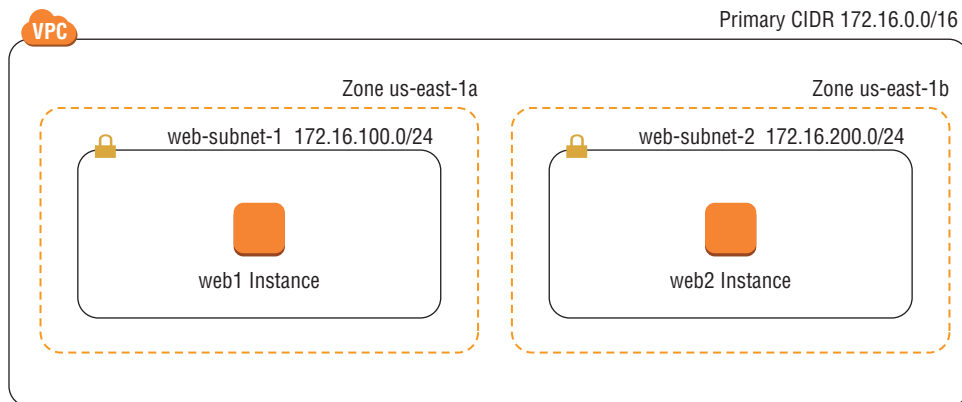 VPC
Primary CIDR 172.16.0.0/16
Zone us-east-1a
Zone us-east-1b
web-subnet-1 172.16.100.0/24
web-subnet-2 172.16.200.0/24
web1 Instance
web2 Instance